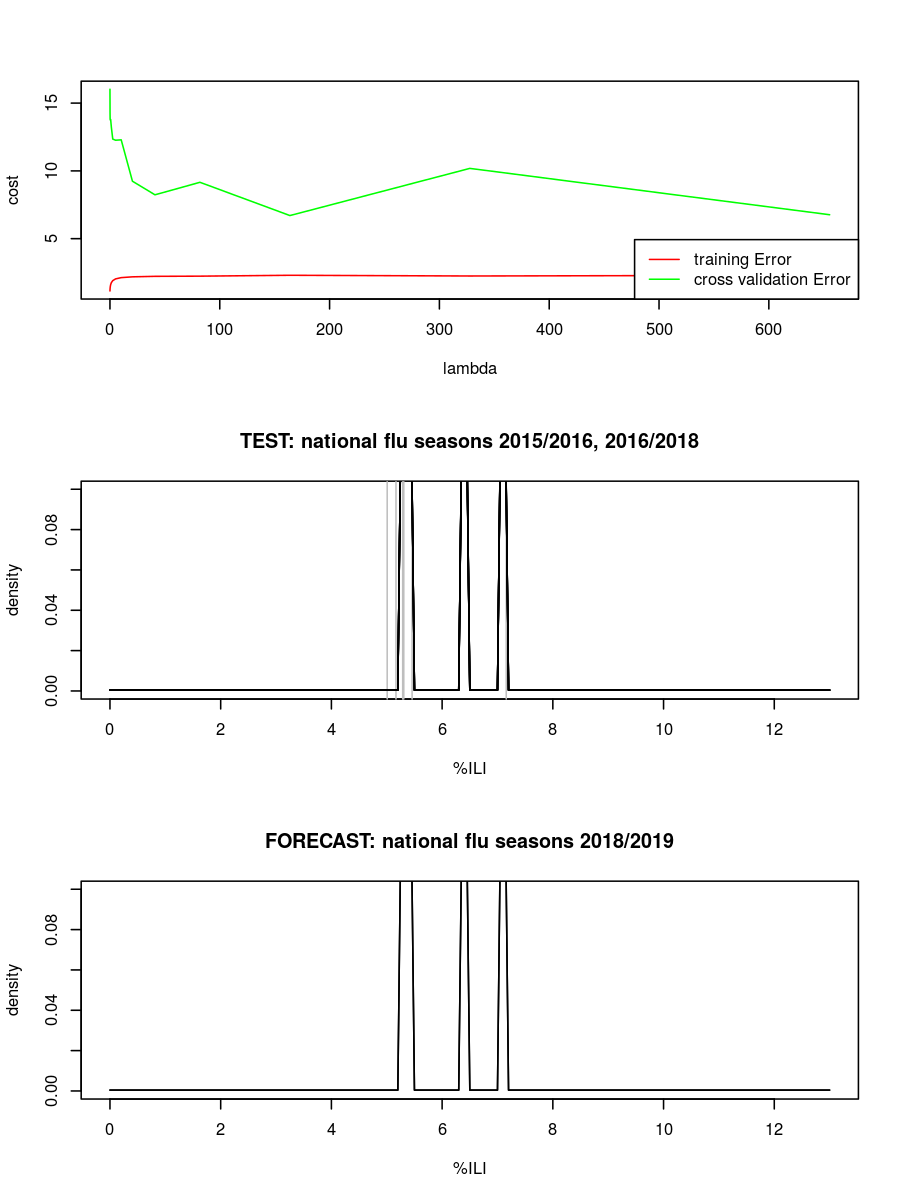 cost
15
10
5
training Error
cross validation Error
0 100 200 300 400 500 600
lambda
TEST: national flu seasons 2015/2016, 2016/2018
density
0.08
0.04
0.00
0 2 4 6 8 10 12
%ILI
FORECAST: national flu seasons 2018/2019
density
0.08
0.04
0.00
0 2 4 6 8 10 12
%ILI